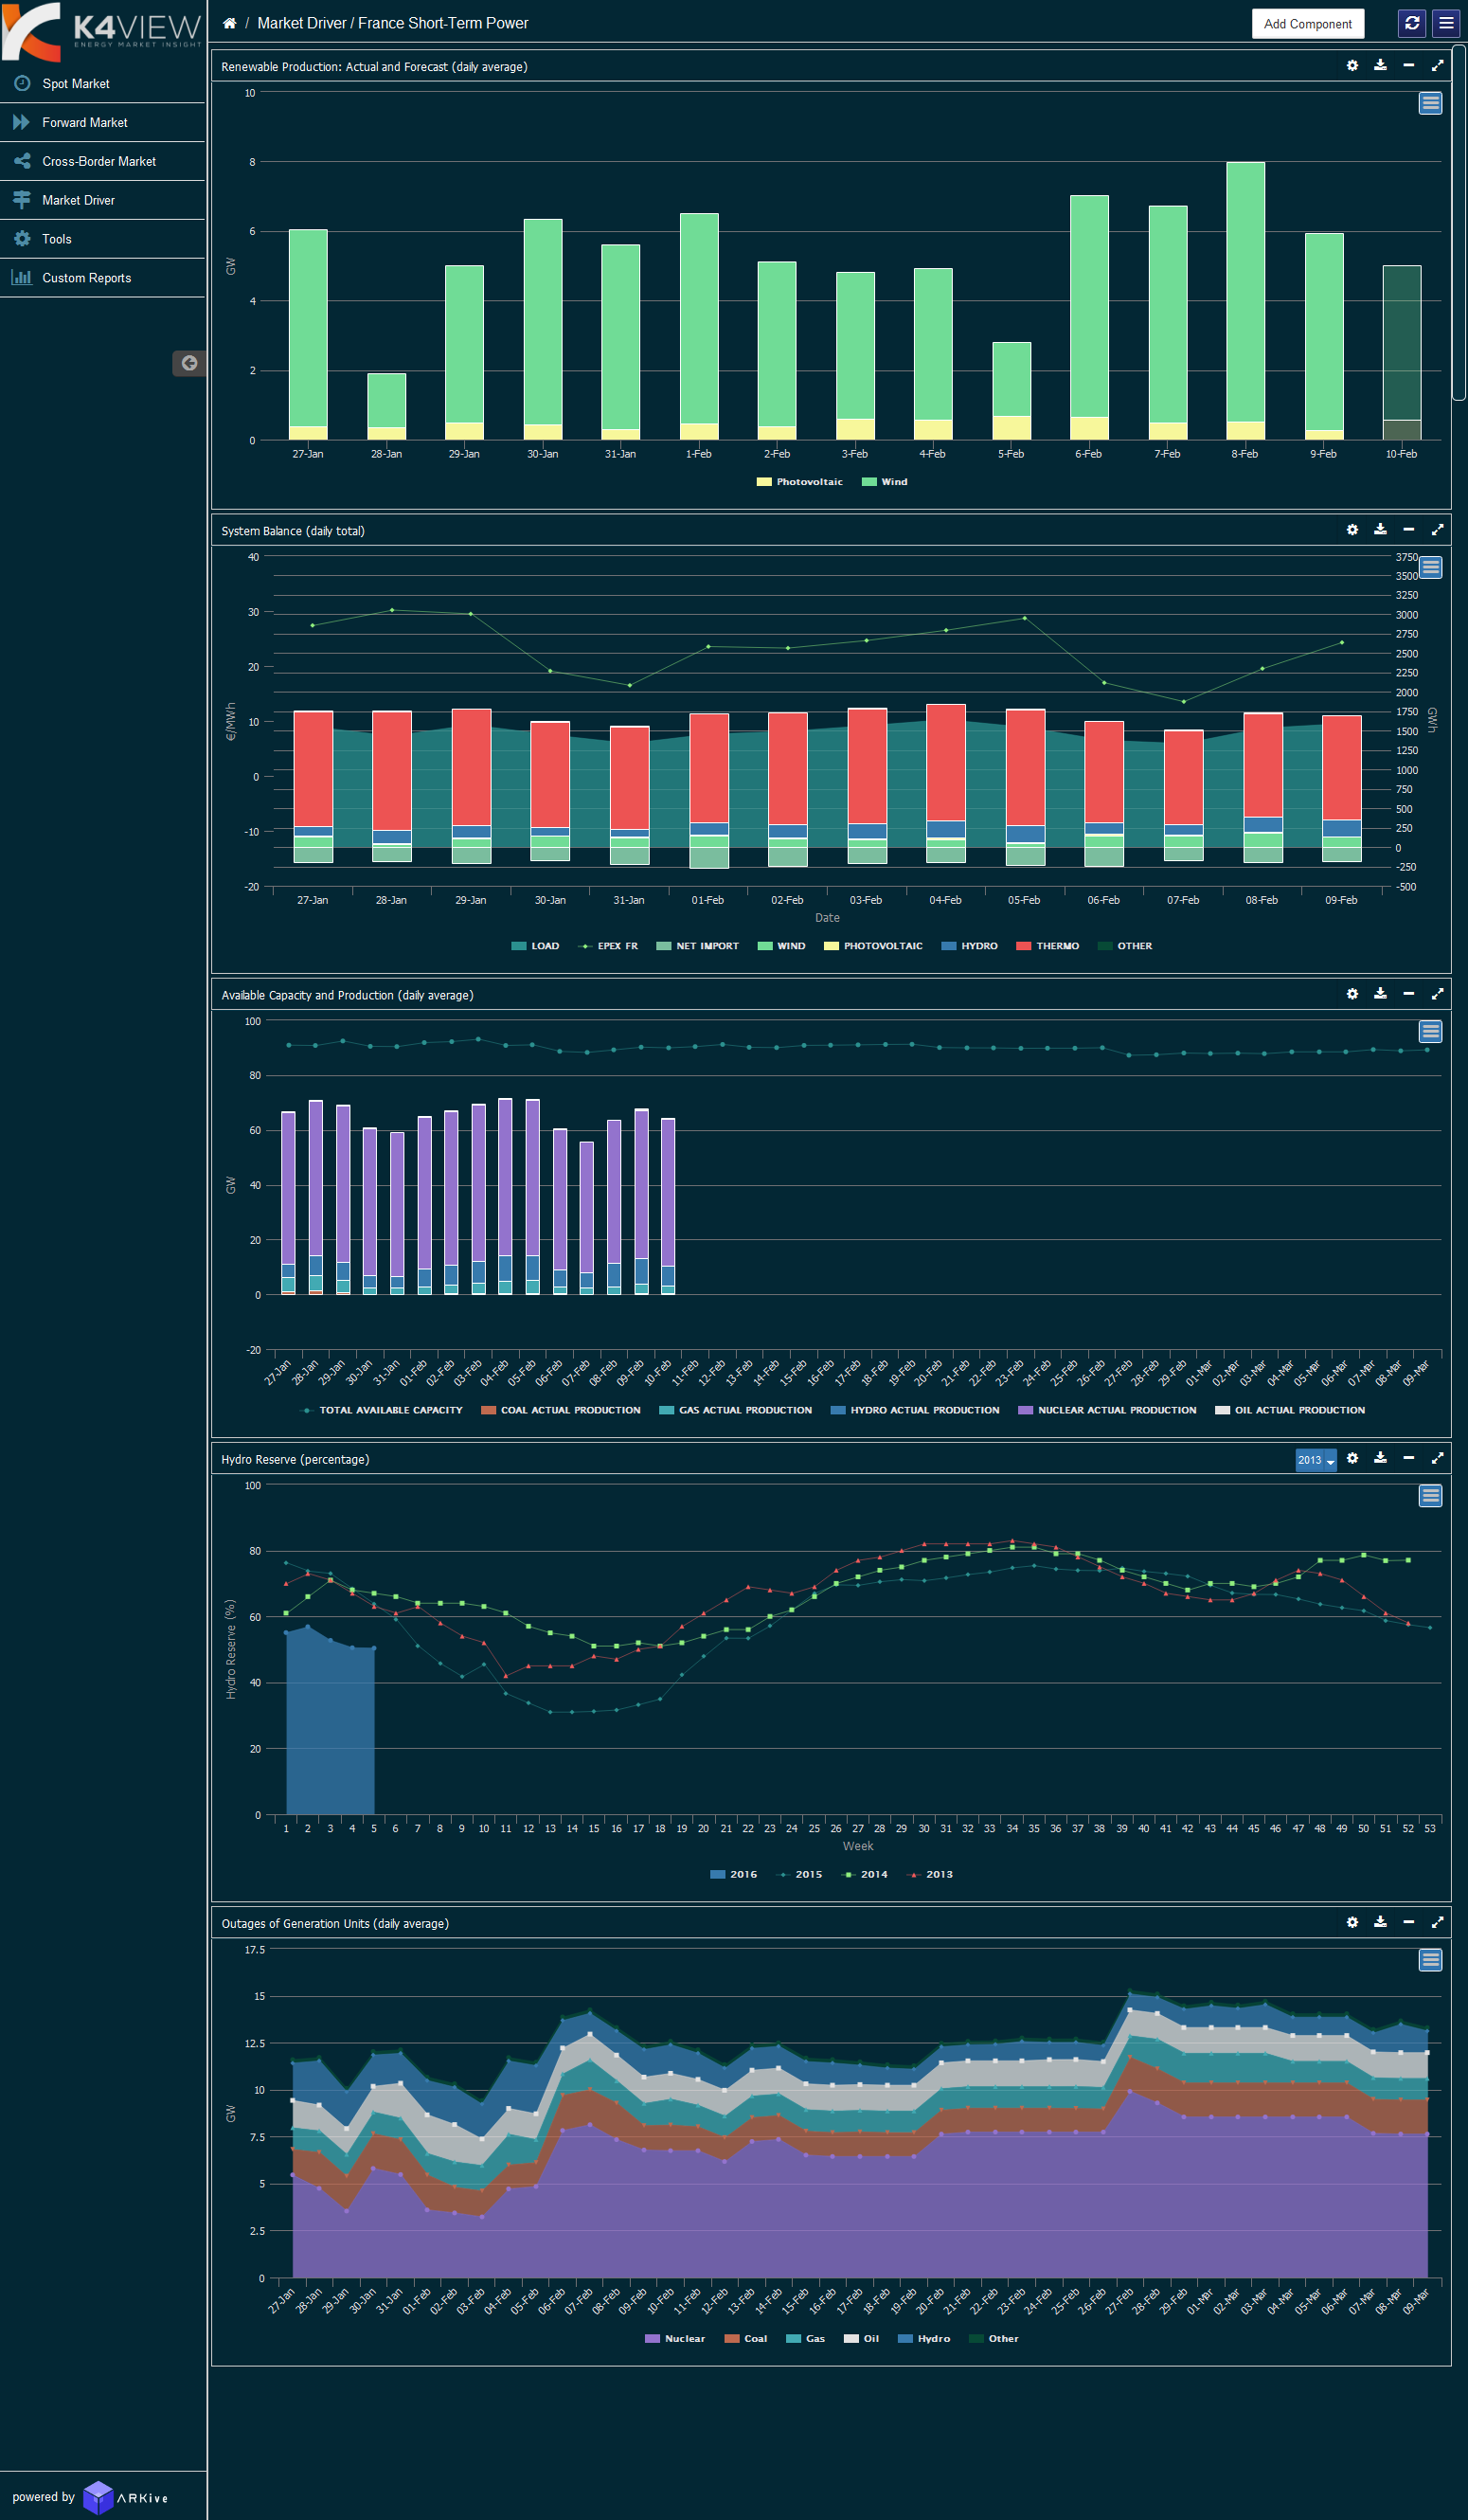 K4VIEW
ENERGY MARKET INSIGHT
/ Market Driver / France Short-Term Power
Add Component
Spot Market
Forward Market
Cross-Border Market
Market Driver
Tools
Custom Reports
Renewable Production: Actual and Forecast (daily average)
10
8
6
4
2
0
GW
27-Jan 28-Jan 29-Jan 30-Jan 31-Jan 1-Feb 2-Feb 3-Feb 4-Feb 5-Feb 6-Feb 7-Feb 8-Feb 9-Feb 10-Feb
Photovoltaic Wind
System Balance (daily total)
40
30
20
10
0
-10
-20
€/MWh
3750
3500
3250
3000
2750
2500
2250
2000
1750
1500
1250
1000
750
500
250
0
-250
-500
GWh
27-Jan 28-Jan 29-Jan 30-Jan 31-Jan 01-Feb 02-Feb 03-Feb 04-Feb 05-Feb 06-Feb 07-Feb 08-Feb 09-Feb
Date
LOAD EPEX FR NET IMPORT WIND PHOTOVOLTAIC HYDRO THERMO OTHER
Available Capacity and Production (daily average)
100
80
60
40
20
0
-20
GW
27-Jan 28-Jan 29-Jan 30-Jan 31-Jan 01-Feb 02-Feb 03-Feb 04-Feb 05-Feb 06-Feb 07-Feb 08-Feb 09-Feb 10-Feb 11-Feb 12-Feb 13-Feb 14-Feb 15-Feb 16-Feb 17-Feb 18-Feb 19-Feb 20-Feb 21-Feb 22-Feb 23-Feb 24-Feb 25-Feb 26-Feb 27-Feb 28-Feb 29-Feb 01-Mar 02-Mar 03-Mar 04-Mar 05-Mar 06-Mar 07-Mar 08-Mar 09-Mar
TOTAL AVAILABLE CAPACITY COAL ACTUAL PRODUCTION GAS ACTUAL PRODUCTION HYDRO ACTUAL PRODUCTION NUCLEAR ACTUAL PRODUCTION OIL ACTUAL PRODUCTION
Hydro Reserve (percentage)
2013
100
80
60
40
20
0
Hydro Reserve (%)
1 2 3 4 5 6 7 8 9 10 11 12 13 14 15 16 17 18 19 20 21 22 23 24 25 26 27 28 29 30 31 32 33 34 35 36 37 38 39 40 41 42 43 44 45 46 47 48 49 50 51 52 53
Week
2016 2015 2014 2013
Outages of Generation Units (daily average)
17.5
15
12.5
10
7.5
5
2.5
0
GW
27-Jan 28-Jan 29-Jan 30-Jan 31-Jan 01-Feb 02-Feb 03-Feb 04-Feb 05-Feb 06-Feb 07-Feb 08-Feb 09-Feb 10-Feb 11-Feb 12-Feb 13-Feb 14-Feb 15-Feb 16-Feb 17-Feb 18-Feb 19-Feb 20-Feb 21-Feb 22-Feb 23-Feb 24-Feb 25-Feb 26-Feb 27-Feb 28-Feb 29-Feb 01-Mar 02-Mar 03-Mar 04-Mar 05-Mar 06-Mar 07-Mar 08-Mar 09-Mar
Nuclear Coal Gas Oil Hydro Other
powered by ARKive